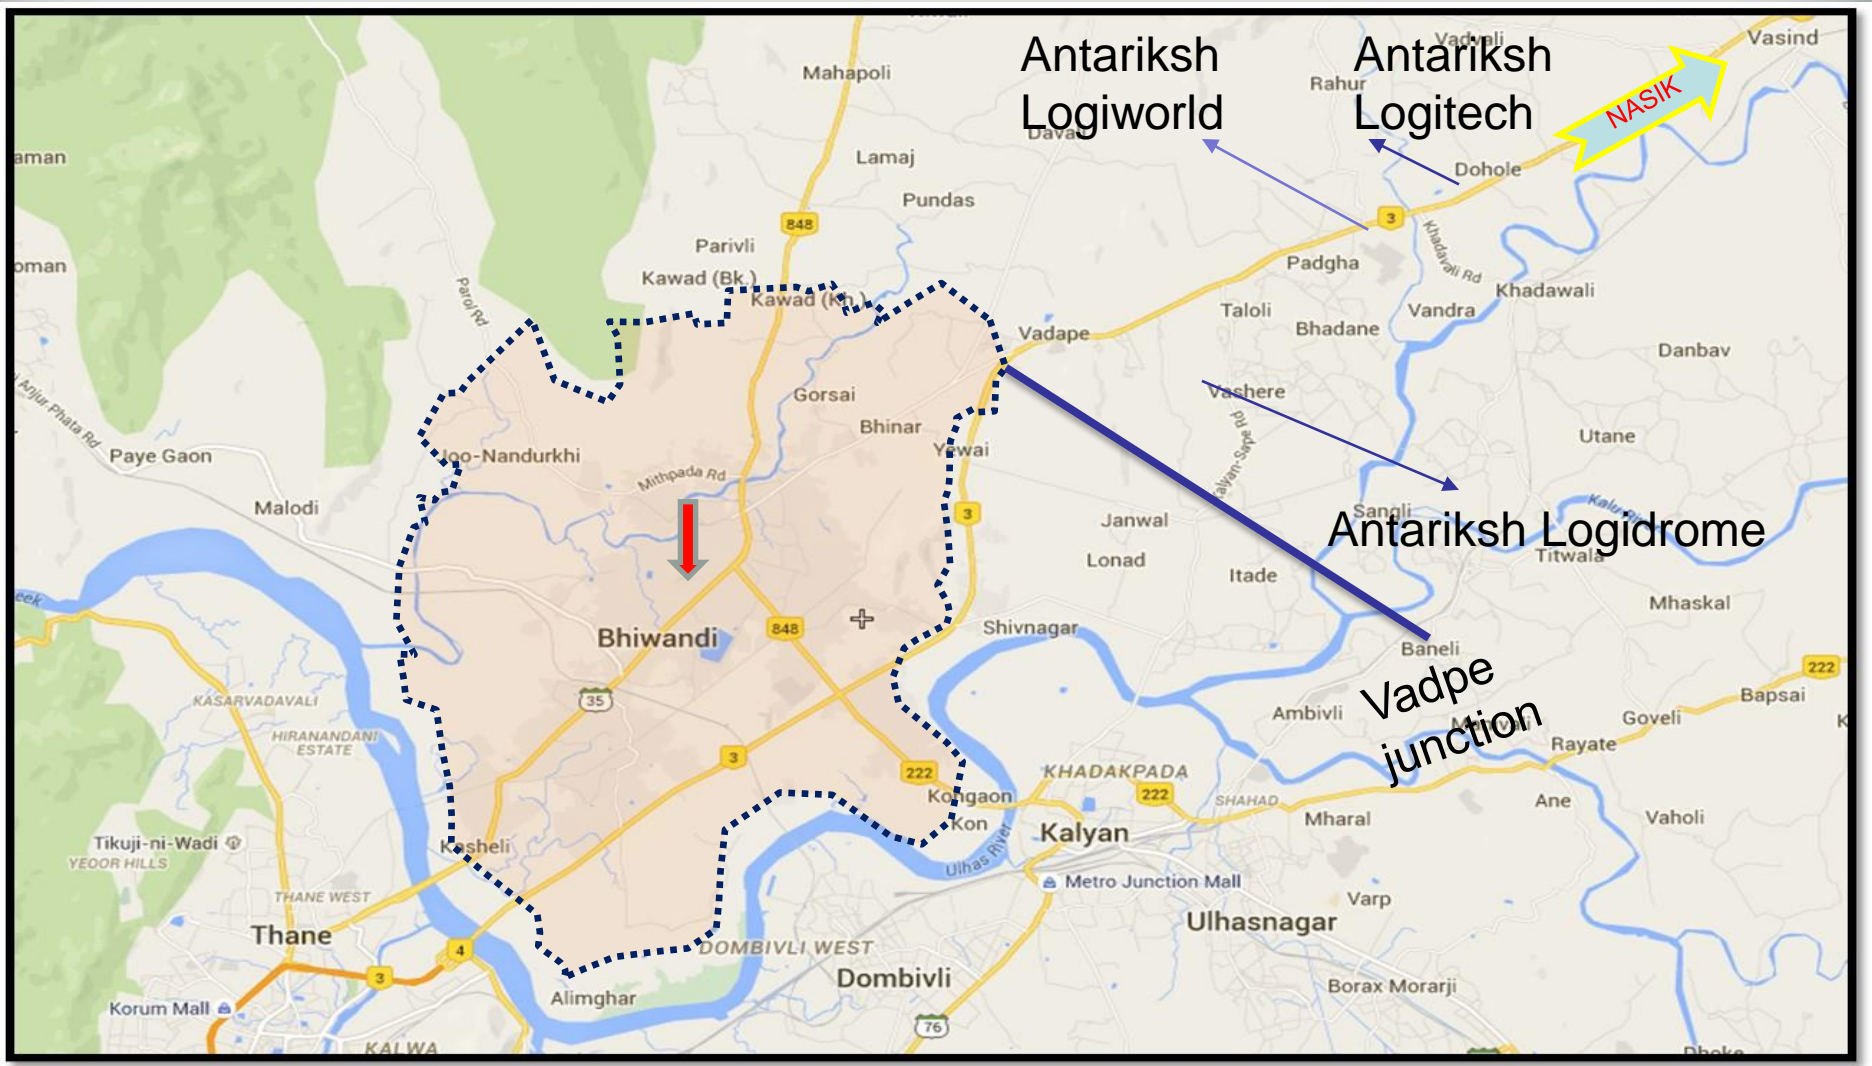 Antariksh
Logiworld
Antariksh
Logitech
NASIK
Vasind
Mahapoli
Rahur
aman
Lamaj
Dohole
Pundas
848
3
Parivli
Kawad (Bk.)
Kawad (Kh.)
oman
Parol Rd
Padgha
Khadavali Rd
Khadawali
Taloli
Vandra
Bhadane
Vadape
Danbav
Anjur Phata Rd
Gorsai
Vashere
Bhinar
Yewai
Utane
Paye Gaon
Joo-Nandurkhi
Mithpada Rd
Kalyan-Sape Rd
Malodi
3
Janwal
Sangli
Antariksh Logidrome
Titwala
Lonad
Itade
eek
Mhaskal
Bhiwandi
848
Shivnagar
Baneli
Vadpe
junction
222
Bapsai
KASARVADAVALI
35
Ambivli
Goveli
HIRANANDANI
ESTATE
Rayate
3
222
KHADAKPADA
222
SHAHAD
Kongaon
Kon
Ane
Mharal
Vaholi
Kalyan
Tikuji-ni-Wadi
YEOOR HILLS
Kasheli
Ulhas River
Metro Junction Mall
THANE WEST
Varp
Ulhasnagar
Thane
4
3
DOMBIVLI WEST
Dombivli
Borax Morarji
Korum Mall
Alimghar
76
KALWA